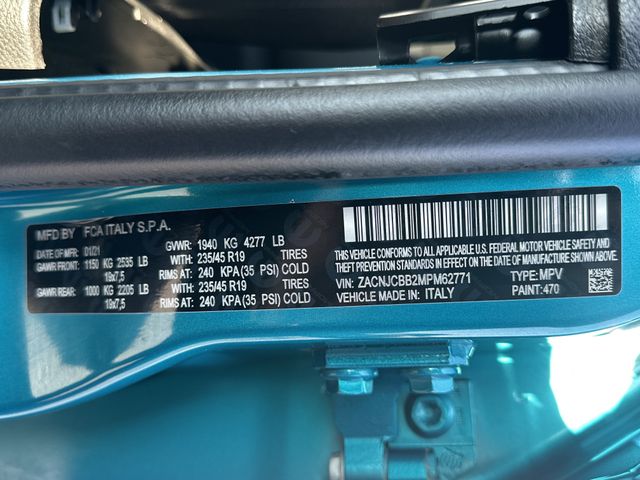 MFD BY FCA ITALY S.P.A.
DATE OF MFR 01/21 GVWR: 1940 KG 4277 LB
GAWR FRONT: 1150 KG 2535 LB WITH: 235/45 R19 TIRES
19x7,5 RIMS AT: 240 KPA (35 PSI) COLD
GAWR REAR: 1000 KG 2205 LB WITH: 235/45 R19 TIRES
19x7,5 RIMS AT: 240 KPA (35 PSI) COLD
THIS VEHICLE CONFORMS TO ALL APPLICABLE U.S.
FEDERAL MOTOR VEHICLE SAFETY, BUMPER, AND THEFT
PREVENTION STANDARDS IN EFFECT ON THE DATE OF
MANUFACTURE SHOWN ABOVE.
VIN: ZACNJCBB2MPM62771 TYPE: MPV
VEHICLE MADE IN: ITALY PAINT: 470